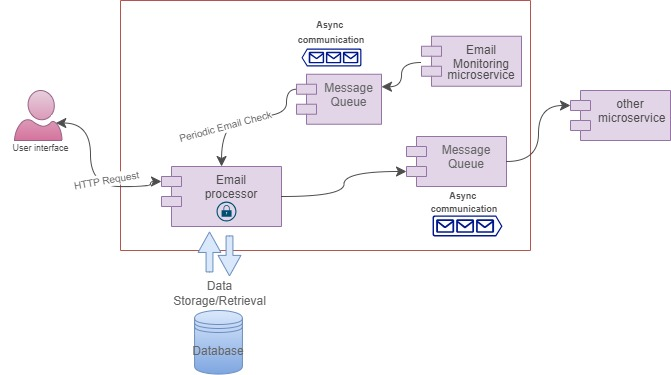 Async
communication
Email
Monitoring
microservice
Message
Queue
other
microservice
Periodic Email Check
User interface
Message
Queue
HTTP Request
Email
processor
Async
communication
Data
Storage/Retrieval
Database